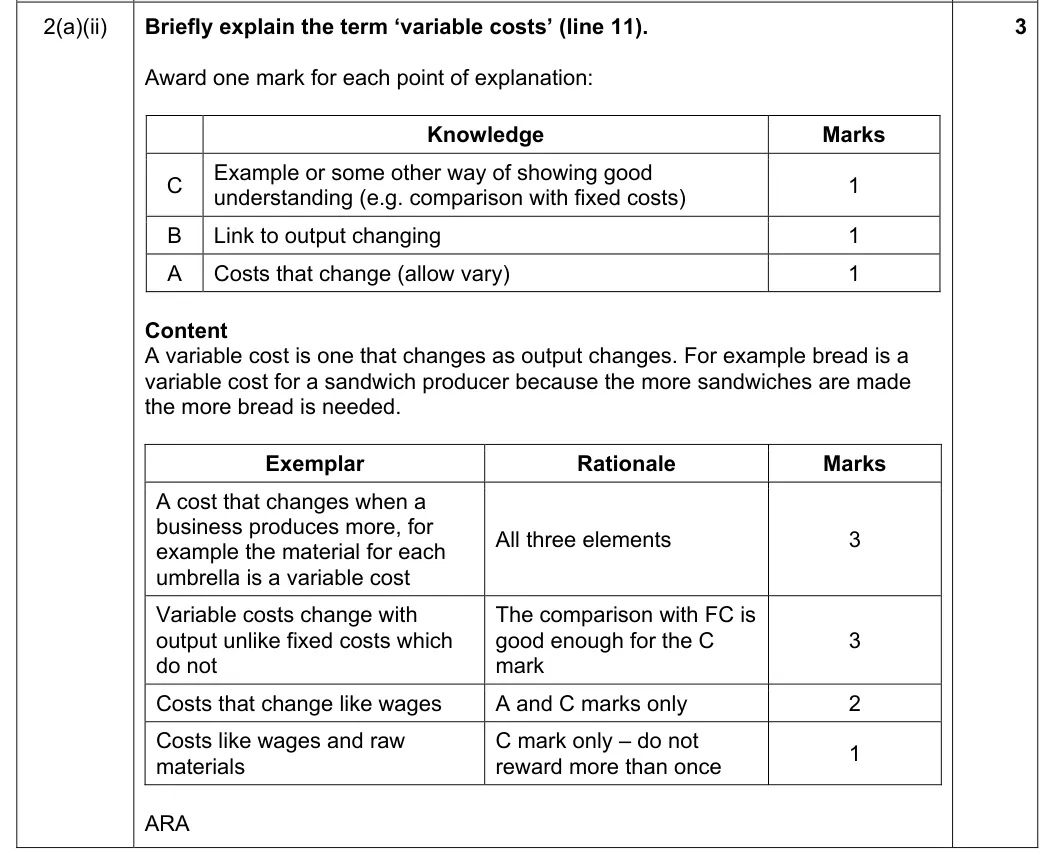 2(a)(ii) Briefly explain the term ‘variable costs’ (line 11). 3
Award one mark for each point of explanation:
Knowledge Marks
C Example or some other way of showing good
understanding (e.g. comparison with fixed costs) 1
B Link to output changing 1
A Costs that change (allow vary) 1
Content
A variable cost is one that changes as output changes. For example bread is a
variable cost for a sandwich producer because the more sandwiches are made
the more bread is needed.
Exemplar Rationale Marks
A cost that changes when a
business produces more, for
example the material for each
umbrella is a variable cost
All three elements
3
Variable costs change with
output unlike fixed costs which
do not
The comparison with FC is
good enough for the C
mark
3
Costs that change like wages A and C marks only 2
Costs like wages and raw
materials
C mark only – do not
reward more than once
1
ARA